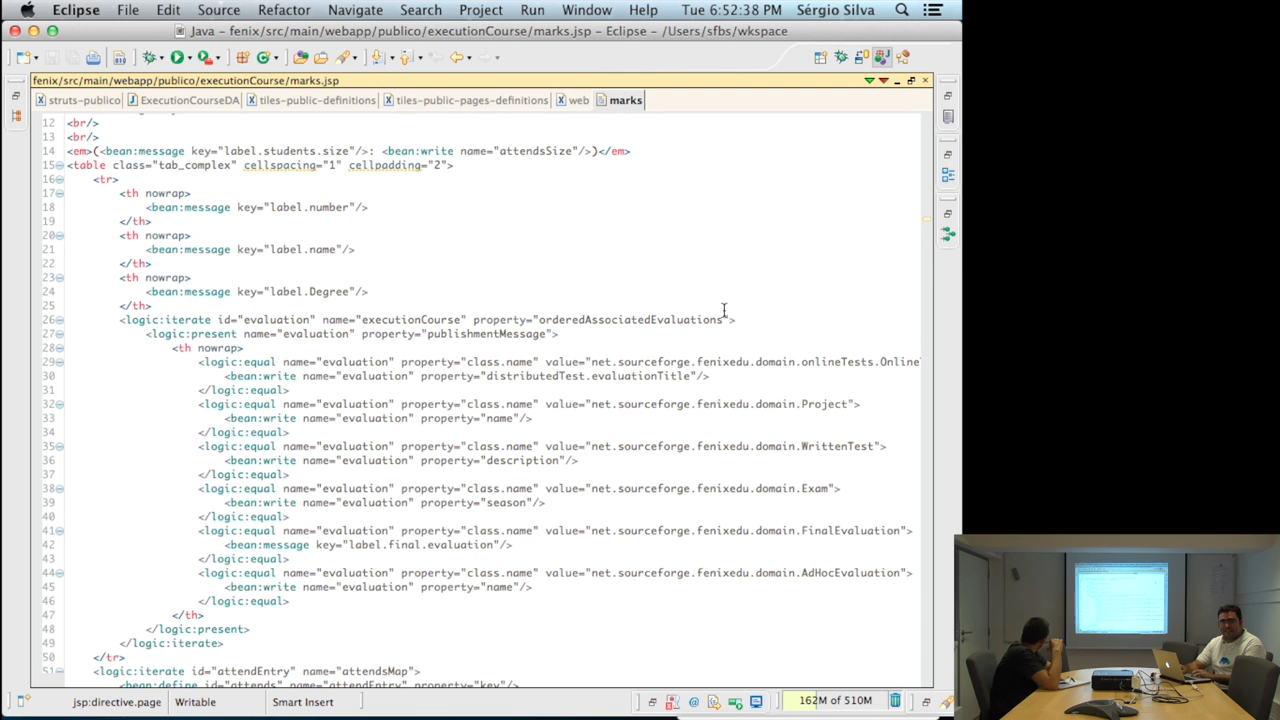 Eclipse File Edit Source Refactor Navigate Search Project Run Window Help Tue 6:52:38 PM Sérgio Silva
Java - fenix/src/main/webapp/publico/executionCourse/marks.jsp - Eclipse - /Users/sfbs/wkspace
fenix/src/main/webapp/publico/executionCourse/marks.jsp
struts-publico ExecutionCourseDA tiles-public-definitions tiles-public-pages-definitions web marks
12 <br/>
13 <br/>
14 <em>(<bean:message key="label.students.size"/>: <bean:write name="attendsSize"/>)</em>
15 <table class="tab_complex" cellspacing="1" cellpadding="2">
16 <tr>
17 <th nowrap>
18 <bean:message key="label.number"/>
19 </th>
20 <th nowrap>
21 <bean:message key="label.name"/>
22 </th>
23 <th nowrap>
24 <bean:message key="label.Degree"/>
25 </th>
26 <logic:iterate id="evaluation" name="executionCourse" property="orderedAssociatedEvaluations">
27 <logic:present name="evaluation" property="publishmentMessage">
28 <th nowrap>
29 <logic:equal name="evaluation" property="class.name" value="net.sourceforge.fenixedu.domain.onlineTests.Online
30 <bean:write name="evaluation" property="distributedTest.evaluationTitle"/>
31 </logic:equal>
32 <logic:equal name="evaluation" property="class.name" value="net.sourceforge.fenixedu.domain.Project">
33 <bean:write name="evaluation" property="name"/>
34 </logic:equal>
35 <logic:equal name="evaluation" property="class.name" value="net.sourceforge.fenixedu.domain.WrittenTest">
36 <bean:write name="evaluation" property="description"/>
37 </logic:equal>
38 <logic:equal name="evaluation" property="class.name" value="net.sourceforge.fenixedu.domain.Exam">
39 <bean:write name="evaluation" property="season"/>
40 </logic:equal>
41 <logic:equal name="evaluation" property="class.name" value="net.sourceforge.fenixedu.domain.FinalEvaluation">
42 <bean:message key="label.final.evaluation"/>
43 </logic:equal>
44 <logic:equal name="evaluation" property="class.name" value="net.sourceforge.fenixedu.domain.AdHocEvaluation">
45 <bean:write name="evaluation" property="name"/>
46 </logic:equal>
47 </th>
48 </logic:present>
49 </logic:iterate>
50 </tr>
51 <logic:iterate id="attendEntry" name="attendsMap">
<bean:define id="attends" name="attendEntry" property="key"/>
jsp:directive.page Writable Smart Insert 162M of 510M